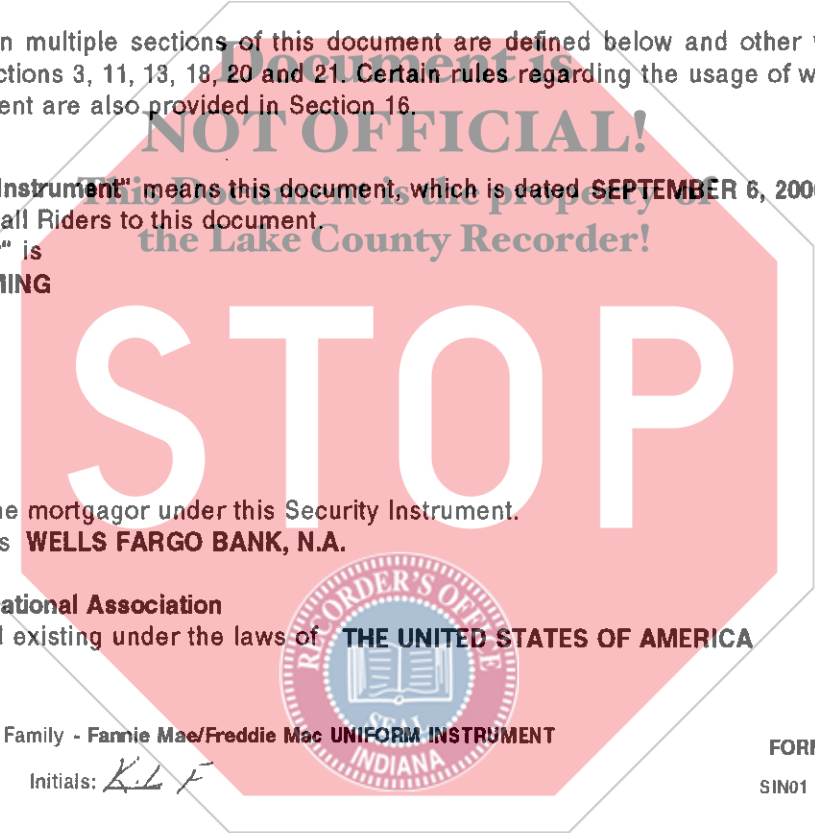 n multiple sections of this document are defined below and other w
ctions 3, 11, 13, 18, 20 and 21. Certain rules regarding the usage of w
ent are also provided in Section 16.
Document is
NOT OFFICIAL!
This Document is the property of
the Lake County Recorder!
Instrument" means this document, which is dated SEPTEMBER 6, 200
all Riders to this document.
" is
MING
STOP
ne mortgagor under this Security Instrument.
s WELLS FARGO BANK, N.A.
ational Association
d existing under the laws of THE UNITED STATES OF AMERICA
RECORDER'S OFFICE
SEAL
INDIANA
Family - Fannie Mae/Freddie Mac UNIFORM INSTRUMENT
FORM
Initials: K.L F
SIN01